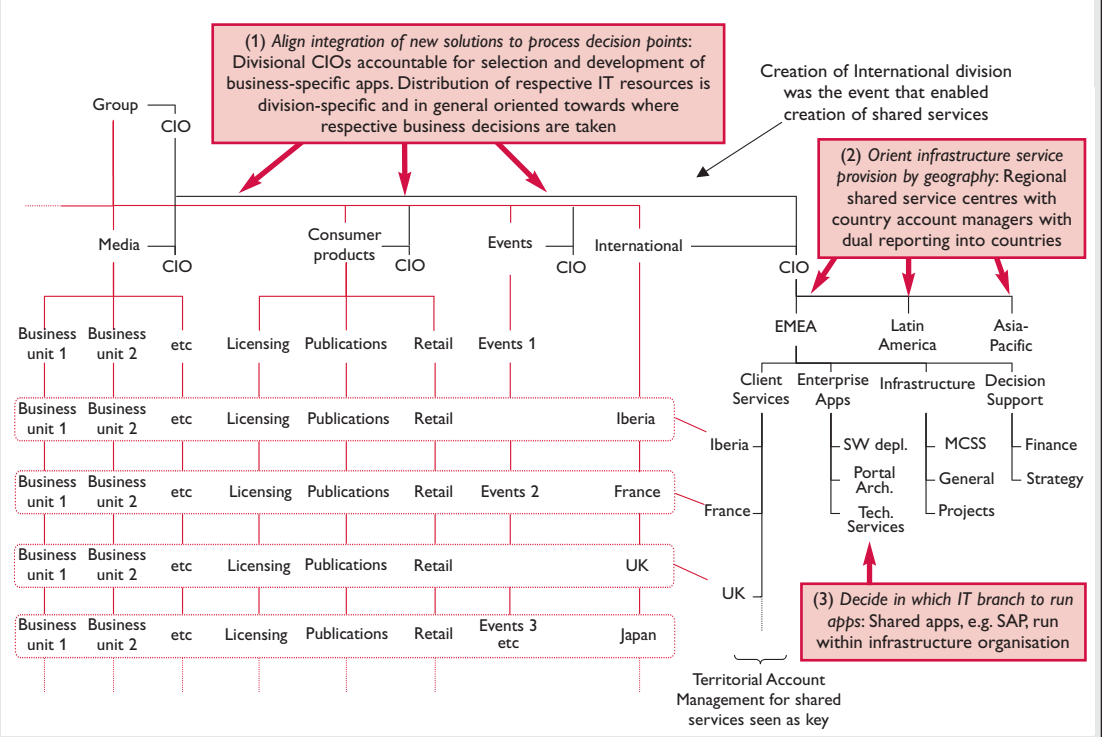 (1) Align integration of new solutions to process decision points:
Divisional CIOs accountable for selection and development of
business-specific apps. Distribution of respective IT resources is
division-specific and in general oriented towards where
respective business decisions are taken
Creation of International division
was the event that enabled
creation of shared services
Group
CIO
(2) Orient infrastructure service
provision by geography: Regional
shared service centres with
country account managers with
dual reporting into countries
Media
CIO
Consumer
products
CIO
Events
CIO
International
CIO
Business
unit 1
Business
unit 2
etc
Licensing
Publications
Retail
Events 1
EMEA
Latin
America
Asia-
Pacific
Client
Services
Enterprise
Apps
Infrastructure
Decision
Support
Business
unit 1
Business
unit 2
etc
Licensing
Publications
Retail
Iberia
Iberia
SW depl.
MCSS
Finance
Business
unit 1
Business
unit 2
etc
Licensing
Publications
Retail
Events 2
France
France
Portal
Arch.
General
Strategy
Tech.
Services
Projects
Business
unit 1
Business
unit 2
etc
Licensing
Publications
Retail
UK
UK
(3) Decide in which IT branch to run
apps: Shared apps, e.g. SAP, run
within infrastructure organisation
Business
unit 1
Business
unit 2
etc
Licensing
Publications
Retail
Events 3
etc
Japan
Territorial Account
Management for shared
services seen as key